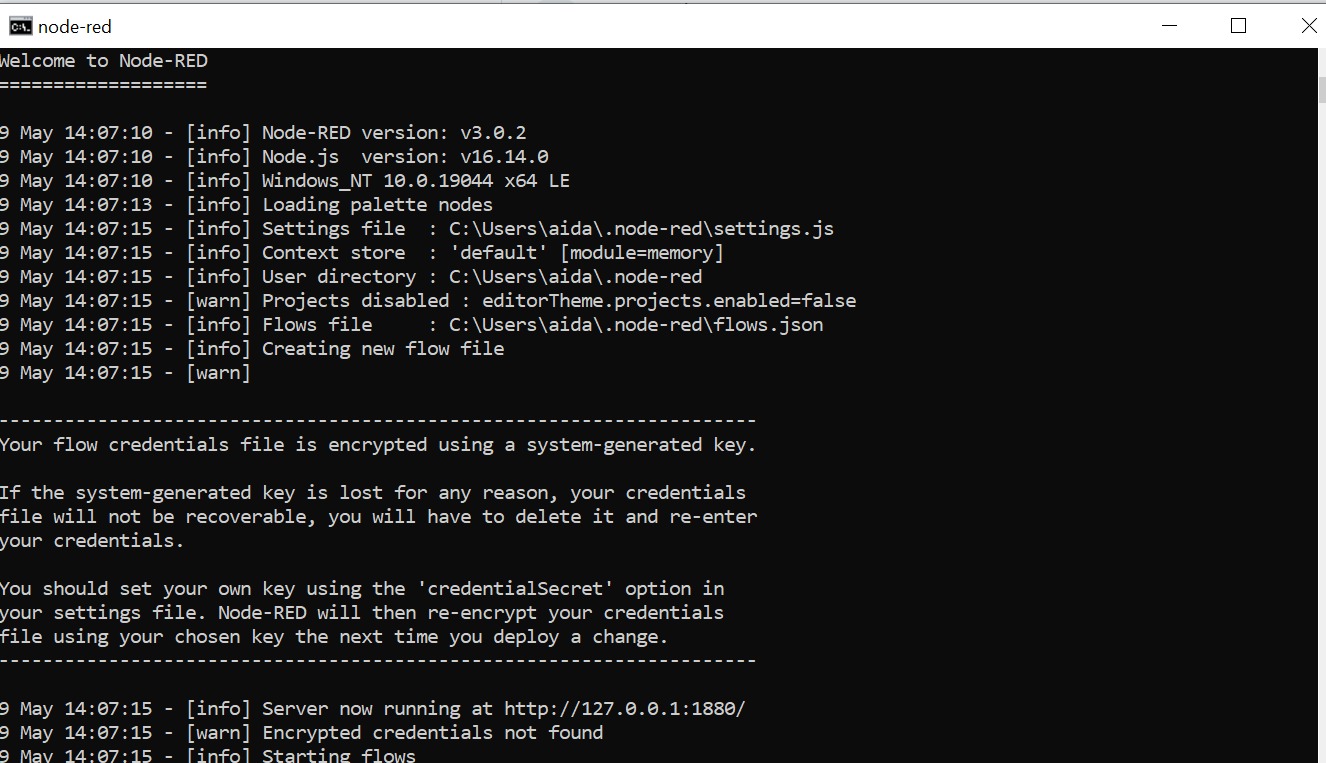 node-red
Welcome to Node-RED
===================
9 May 14:07:10 - [info] Node-RED version: v3.0.2
9 May 14:07:10 - [info] Node.js  version: v16.14.0
9 May 14:07:10 - [info] Windows_NT 10.0.19044 x64 LE
9 May 14:07:13 - [info] Loading palette nodes
9 May 14:07:15 - [info] Settings file  : C:\Users\aida\.node-red\settings.js
9 May 14:07:15 - [info] Context store  : 'default' [module=memory]
9 May 14:07:15 - [info] User directory : C:\Users\aida\.node-red
9 May 14:07:15 - [warn] Projects disabled : editorTheme.projects.enabled=false
9 May 14:07:15 - [info] Flows file     : C:\Users\aida\.node-red\flows.json
9 May 14:07:15 - [info] Creating new flow file
9 May 14:07:15 - [warn]
---------------------------------------------------------------------
Your flow credentials file is encrypted using a system-generated key.
If the system-generated key is lost for any reason, your credentials
file will not be recoverable, you will have to delete it and re-enter
your credentials.
You should set your own key using the 'credentialSecret' option in
your settings file. Node-RED will then re-encrypt your credentials
file using your chosen key the next time you deploy a change.
---------------------------------------------------------------------
9 May 14:07:15 - [info] Server now running at http://127.0.0.1:1880/
9 May 14:07:15 - [warn] Encrypted credentials not found
9 May 14:07:15 - [info] Starting flows